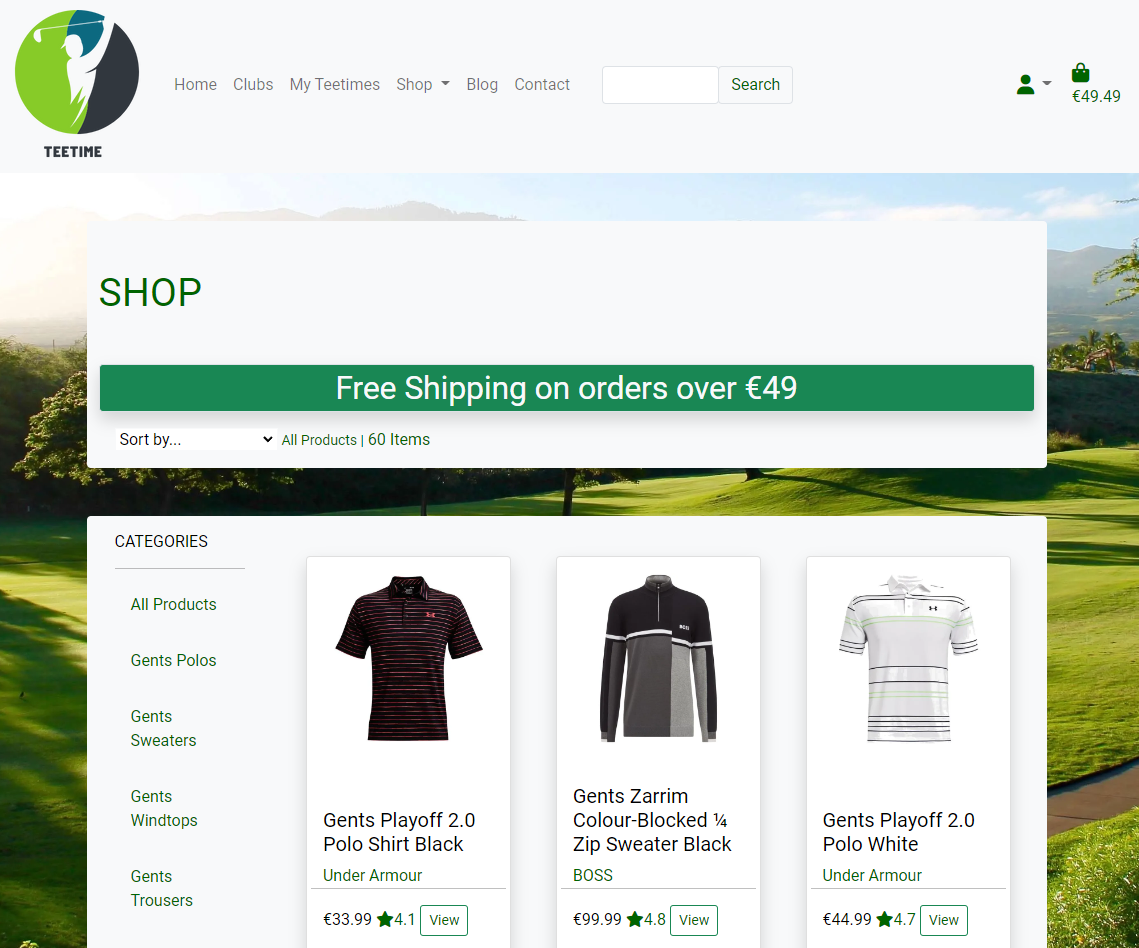 TEETIME
Home Clubs My Teetimes Shop Blog Contact Search
€49.49
SHOP
Free Shipping on orders over €49
Sort by... All Products | 60 Items
CATEGORIES
All Products
Gents Polos
Gents
Sweaters
Gents
Windtops
Gents
Trousers
Gents Playoff 2.0
Polo Shirt Black
Under Armour
€33.99 4.1 View
BOSS
Gents Zarrim
Colour-Blocked ¼
Zip Sweater Black
BOSS
€99.99 4.8 View
Gents Playoff 2.0
Polo White
Under Armour
€44.99 4.7 View